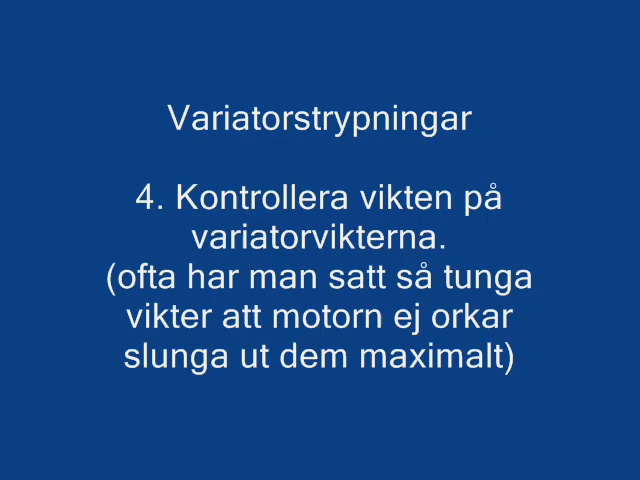 Variatorstrypningar
4. Kontrollera vikten på
variatorvikterna.
(ofta har man satt så tunga
vikter att motorn ej orkar
slunga ut dem maximalt)